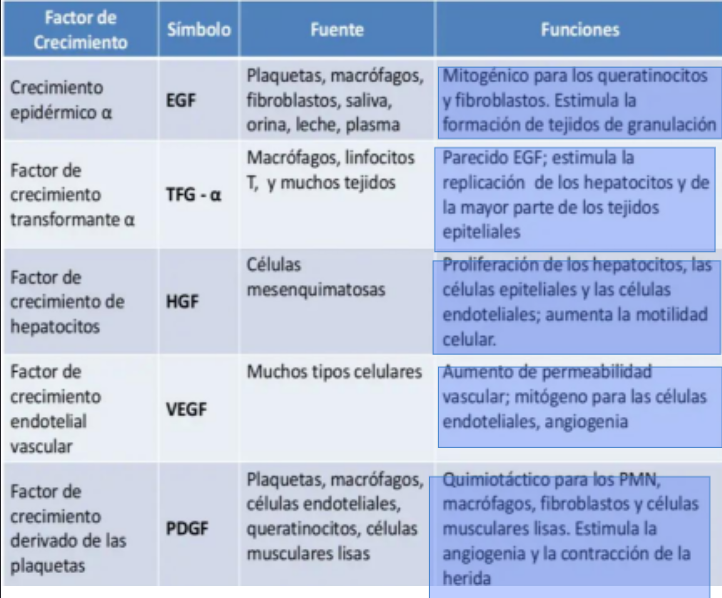 Factor de
Crecimiento
Símbolo
Fuente
Funciones
Crecimiento
epidérmico α
EGF
Plaquetas, macrófagos,
fibroblastos, saliva,
orina, leche, plasma
Mitogénico para los queratinocitos
y fibroblastos. Estimula la
formación de tejidos de granulación
Factor de
crecimiento
transformante α
TFG - α
Macrófagos, linfocitos
T, y muchos tejidos
Parecido EGF; estimula la
replicación de los hepatgcitos y de
la mayor parte de los tejidos
epiteliales
Factor de
crecimiento de
hepatocitos
HGF
Células
mesenquimatosas
Proliferación de los hepatocitos, las
células epiteliales y las células
endoteliales; aumenta la motilidad
celular.
Factor de
crecimiento
endotelial
vascular
VEGF
Muchos tipos celulares
Aumento de permeabilidad
vascular; mitógeno para las células
endoteliales, angiogenia
Factor de
crecimiento
derivado de las
plaquetas
PDGF
Plaquetas, macrófagos,
células endoteliales,
queratinocitos, células
musculares lisas
Quimiotáctico para los PMN,
macrófagos, fibroblastos y células
musculares lisas. Estimula la
angiogenia y la contracción de la
herida